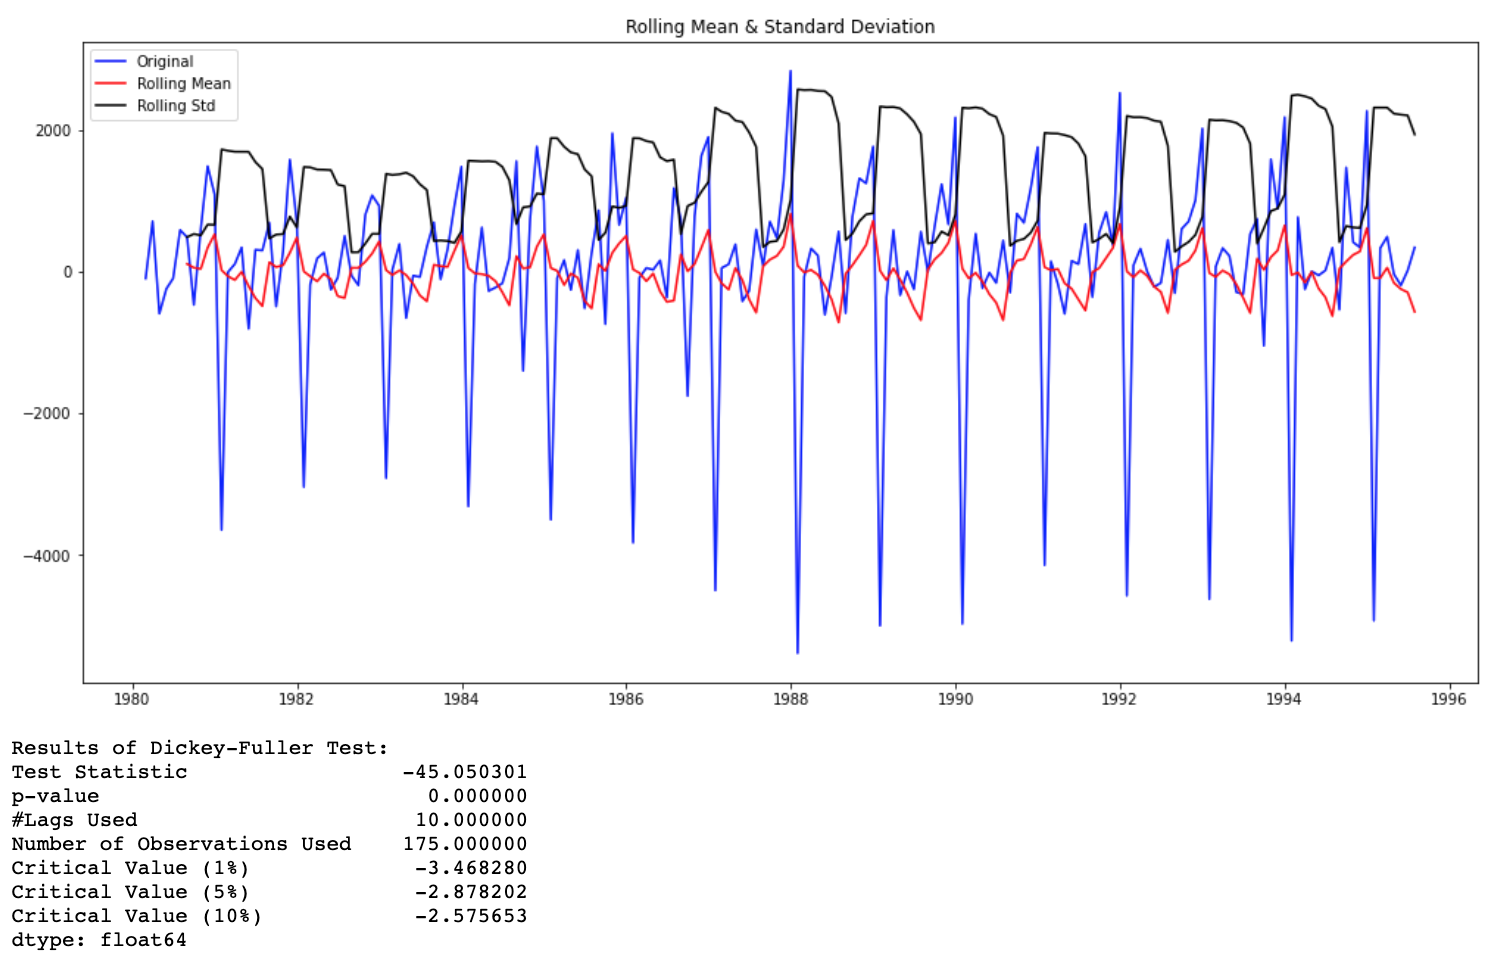 Rolling Mean & Standard Deviation
Original
Rolling Mean
Rolling Std
2000
0
−2000
−4000
1980 1982 1984 1986 1988 1990 1992 1994 1996
Results of Dickey-Fuller Test:
Test Statistic -45.050301
p-value 0.000000
#Lags Used 10.000000
Number of Observations Used 175.000000
Critical Value (1%) -3.468280
Critical Value (5%) -2.878202
Critical Value (10%) -2.575653
dtype: float64